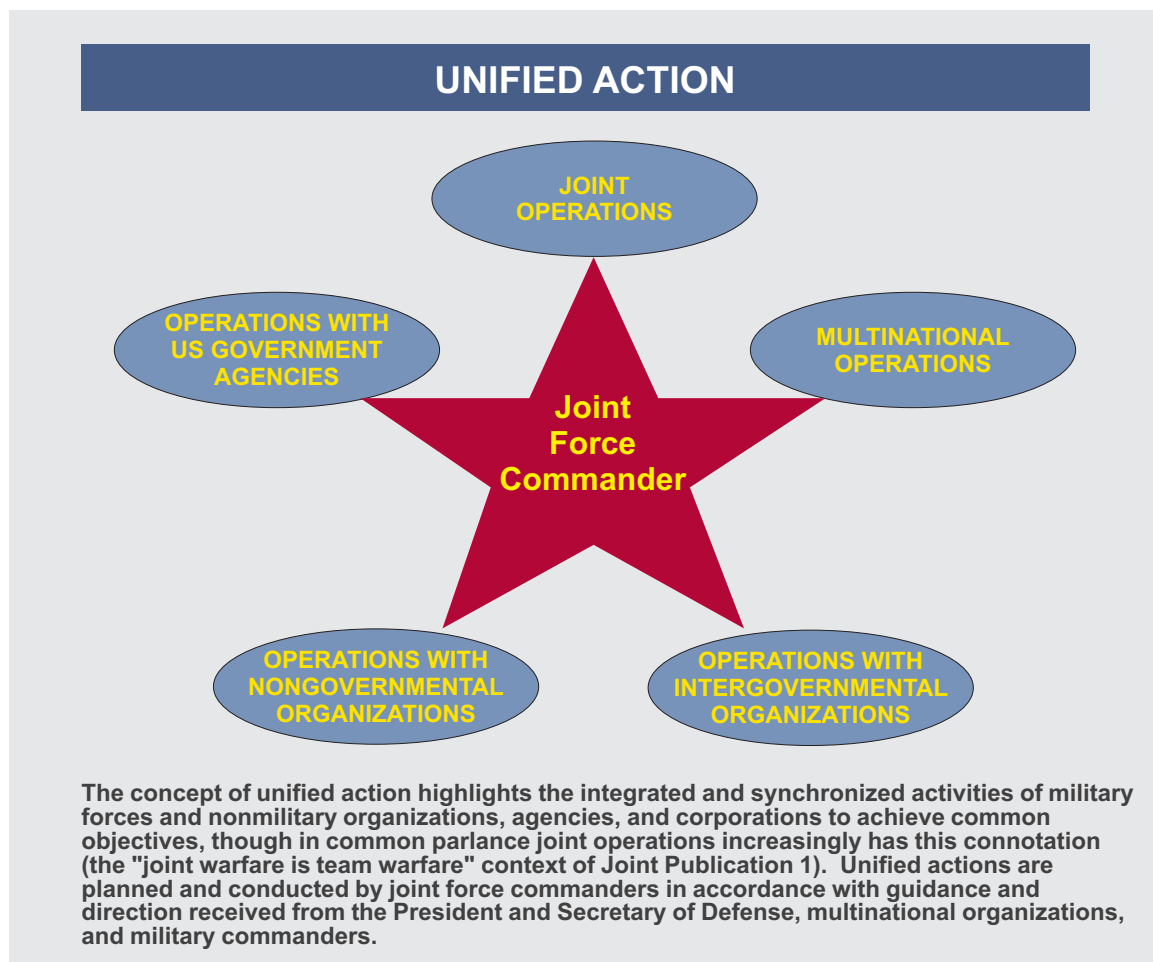 UNIFIED ACTION
JOINT
OPERATIONS
OPERATIONS WITH
US GOVERNMENT
AGENCIES
MULTINATIONAL
OPERATIONS
Joint
Force
Commander
OPERATIONS WITH
NONGOVERNMENTAL
ORGANIZATIONS
OPERATIONS WITH
INTERGOVERNMENTAL
ORGANIZATIONS
The concept of unified action highlights the integrated and synchronized activities of military
forces and nonmilitary organizations, agencies, and corporations to achieve common
objectives, though in common parlance joint operations increasingly has this connotation
(the "joint warfare is team warfare" context of Joint Publication 1).  Unified actions are
planned and conducted by joint force commanders in accordance with guidance and
direction received from the President and Secretary of Defense, multinational organizations,
and military commanders.